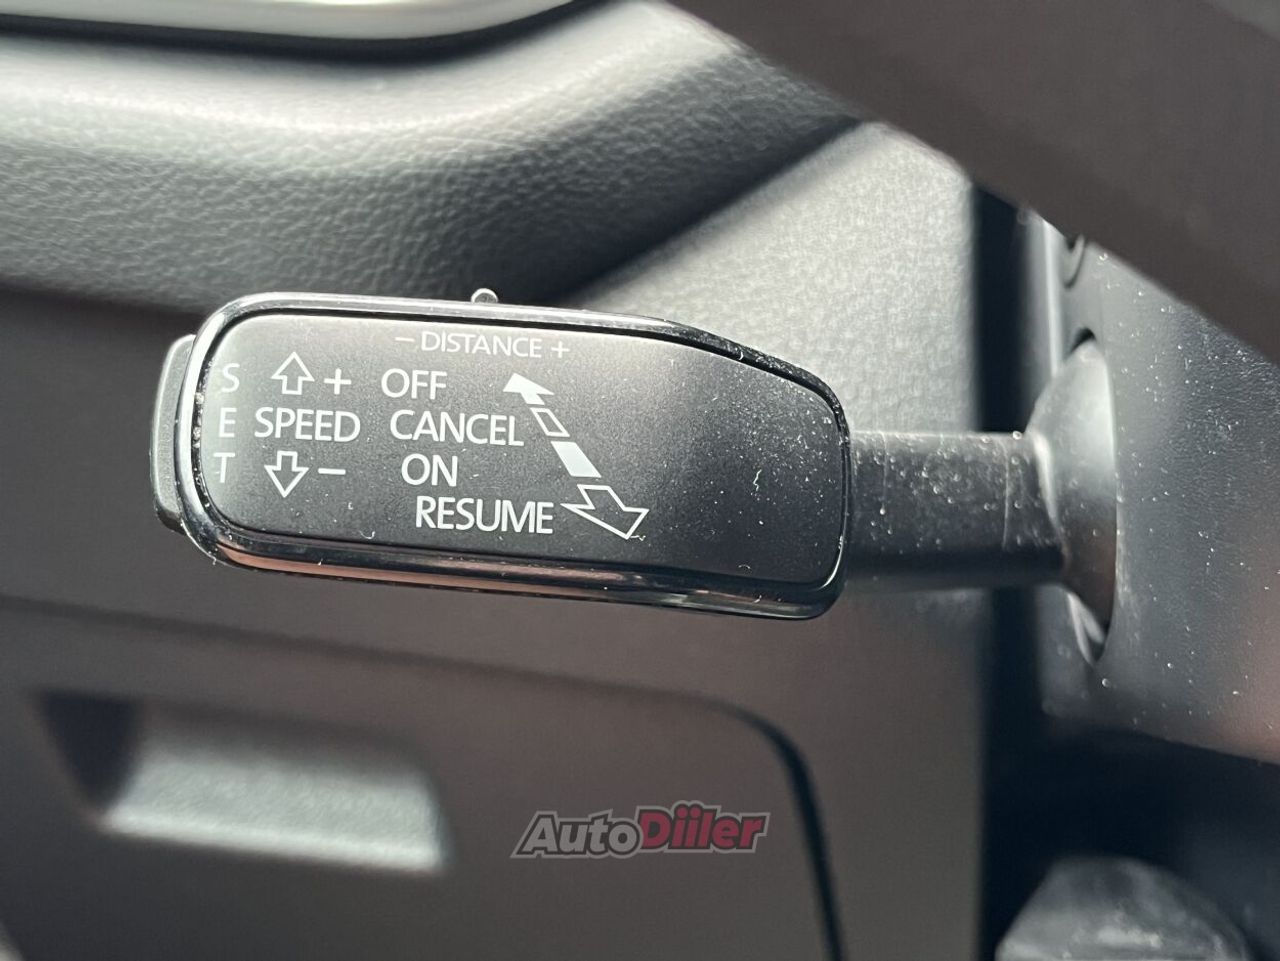 – DISTANCE +
S + OFF
E SPEED CANCEL
T – ON
RESUME
AutoDiiler